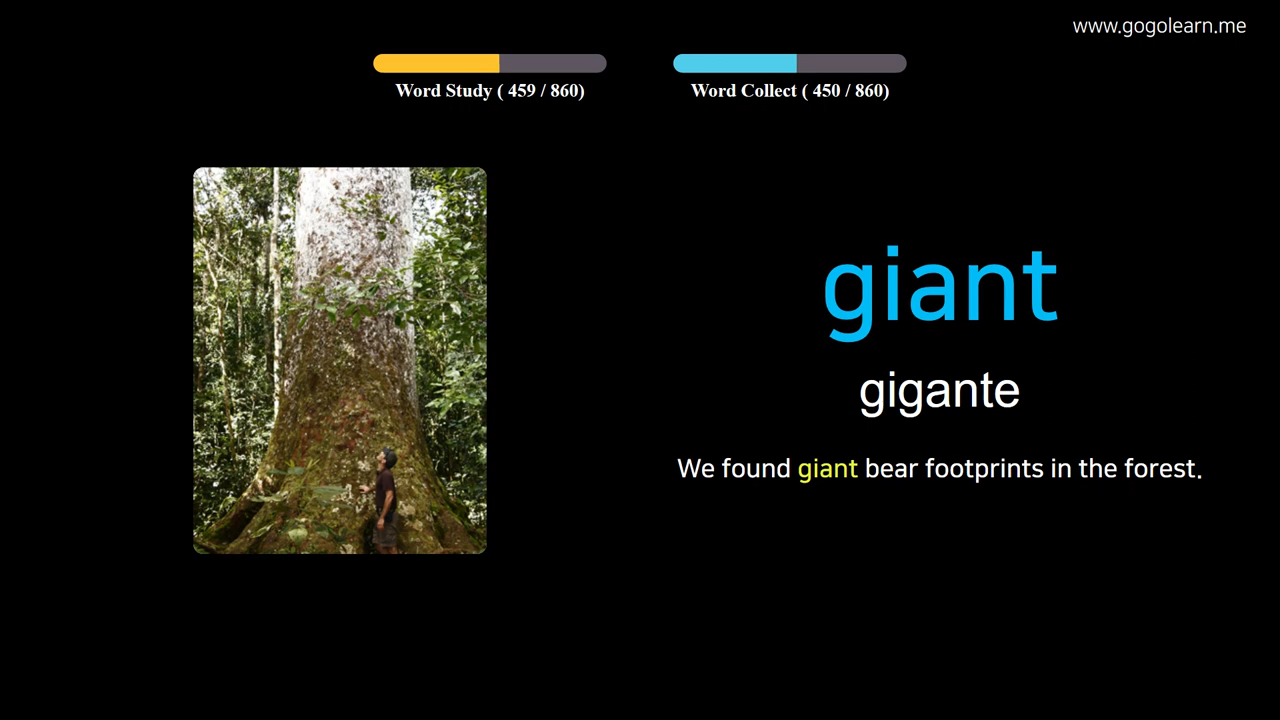 www.gogolearn.me
Word Study ( 459 / 860)
Word Collect ( 450 / 860)
giant
gigante
We found giant bear footprints in the forest.